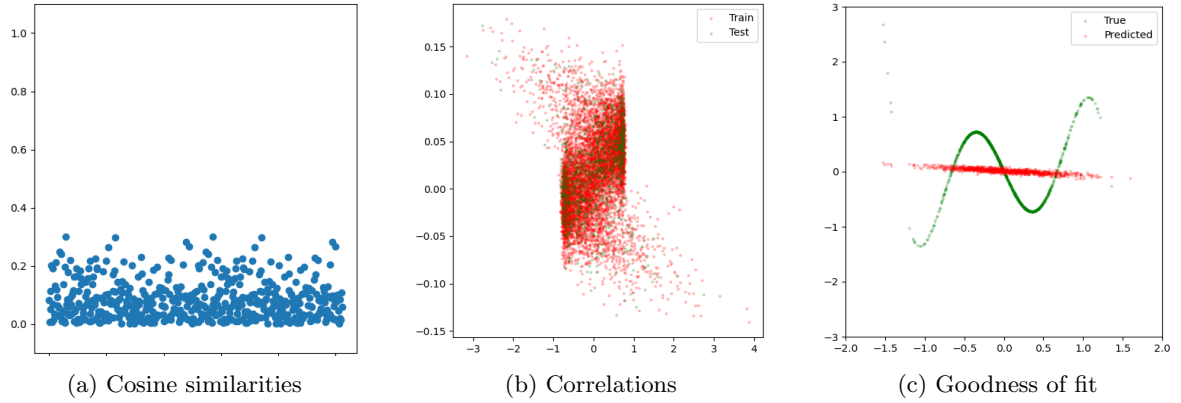 1.0
0.8
0.6
0.4
0.2
0.0
(a) Cosine similarities
Train
Test
0.15
0.10
0.05
0.00
−0.05
−0.10
−0.15
−3 −2 −1 0 1 2 3 4
(b) Correlations
True
Predicted
3
2
1
0
−1
−2
−3
−2.0 −1.5 −1.0 −0.5 0.0 0.5 1.0 1.5 2.0
(c) Goodness of fit